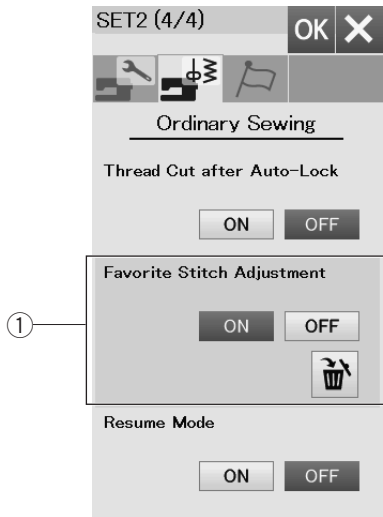 SET2 (4/4)
OK
Ordinary Sewing
Thread Cut after Auto-Lock
ON OFF
Favorite Stitch Adjustment
① ON OFF
Resume Mode
ON OFF